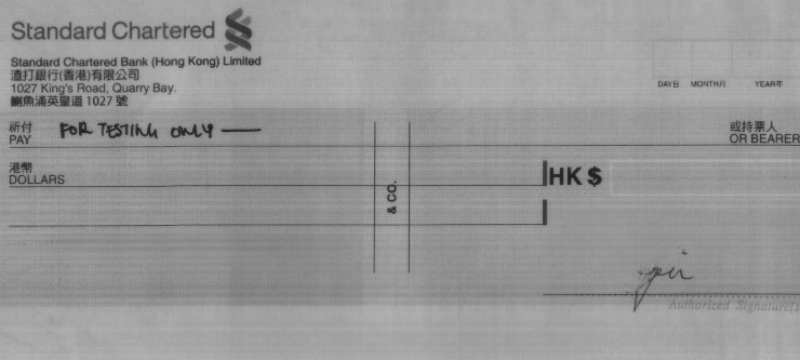 Standard Chartered
Standard Chartered Bank (Hong Kong) Limited
渣打銀行(香港)有限公司
1027 King's Road, Quarry Bay.
鰂魚涌英皇道 1027 號
DAY日 MONTH月 YEAR年
祈付
PAY
FOR TESTING ONLY
或持票人
OR BEARER
港幣
DOLLARS
& CO.
HK $
Authorized Signature(s